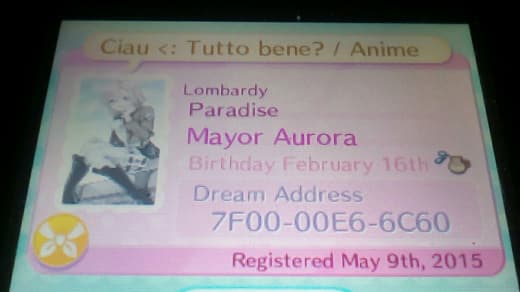 Ciau <: Tutto bene? / Anime
Lombardy
Paradise
Mayor Aurora
Birthday February 16th
Dream Address
7F00-00E6-6C60
Registered May 9th, 2015